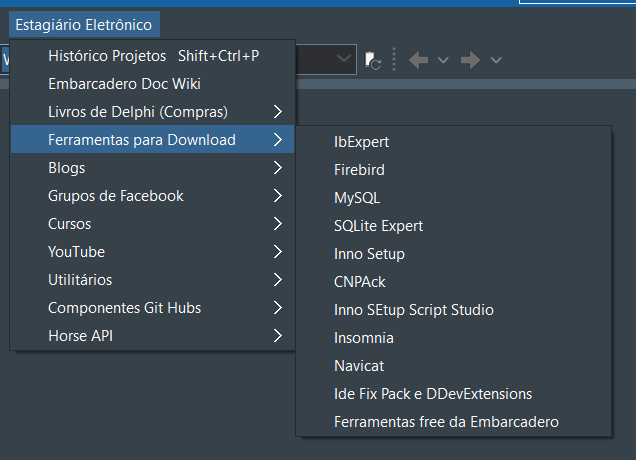 Estagiário Eletrônico
Histórico Projetos Shift+Ctrl+P
Embarcadero Doc Wiki
Livros de Delphi (Compras)
Ferramentas para Download
Blogs
Grupos de Facebook
Cursos
YouTube
Utilitários
Componentes Git Hubs
Horse API
IbExpert
Firebird
MySQL
SQLite Expert
Inno Setup
CNPAck
Inno SEtup Script Studio
Insomnia
Navicat
Ide Fix Pack e DDevExtensions
Ferramentas free da Embarcadero